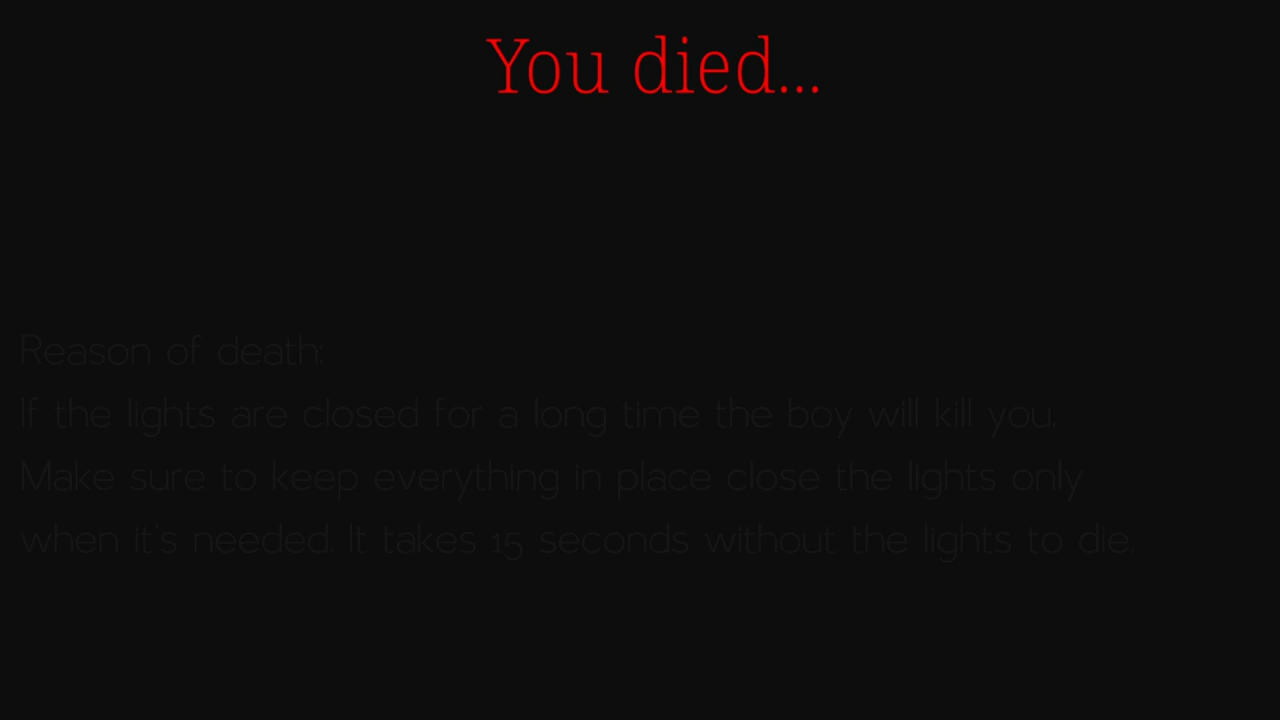 You died...
Reason of death:
If the lights are closed for a long time the boy will kill you.
Make sure to keep everything in place close the lights only
when it's needed. It takes 15 seconds without the lights to die.